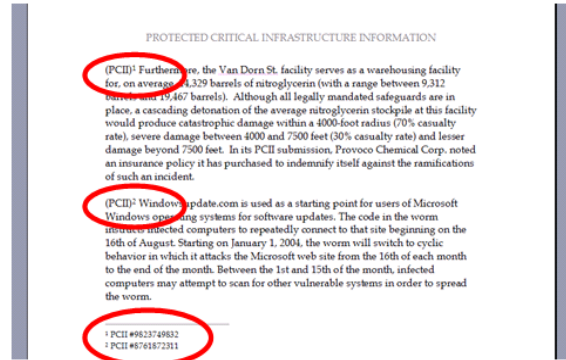 PROTECTED CRITICAL INFRASTRUCTURE INFORMATION
(PCII)¹ Furthermore, the Van Dorn St. facility serves as a warehousing facility
for, on average 14,329 barrels of nitroglycerin (with a range between 9,312
barrels and 19,467 barrels). Although all legally mandated safeguards are in
place, a cascading detonation of the average nitroglycerin stockpile at this facility
would produce catastrophic damage within a 4000-foot radius (70% casualty
rate), severe damage between 4000 and 7500 feet (30% casualty rate) and lesser
damage beyond 7500 feet. In its PCII submission, Provoco Chemical Corp. noted
an insurance policy it has purchased to indemnify itself against the ramifications
of such an incident.
(PCII)² Windowsupdate.com is used as a starting point for users of Microsoft
Windows operating systems for software updates. The code in the worm
instructs infected computers to repeatedly connect to that site beginning on the
16th of August. Starting on January 1, 2004, the worm will switch to cyclic
behavior in which it attacks the Microsoft web site from the 16th of each month
to the end of the month. Between the 1st and 15th of the month, infected
computers may attempt to scan for other vulnerable systems in order to spread
the worm.
¹ PCII #9823749832
² PCII #8761872311